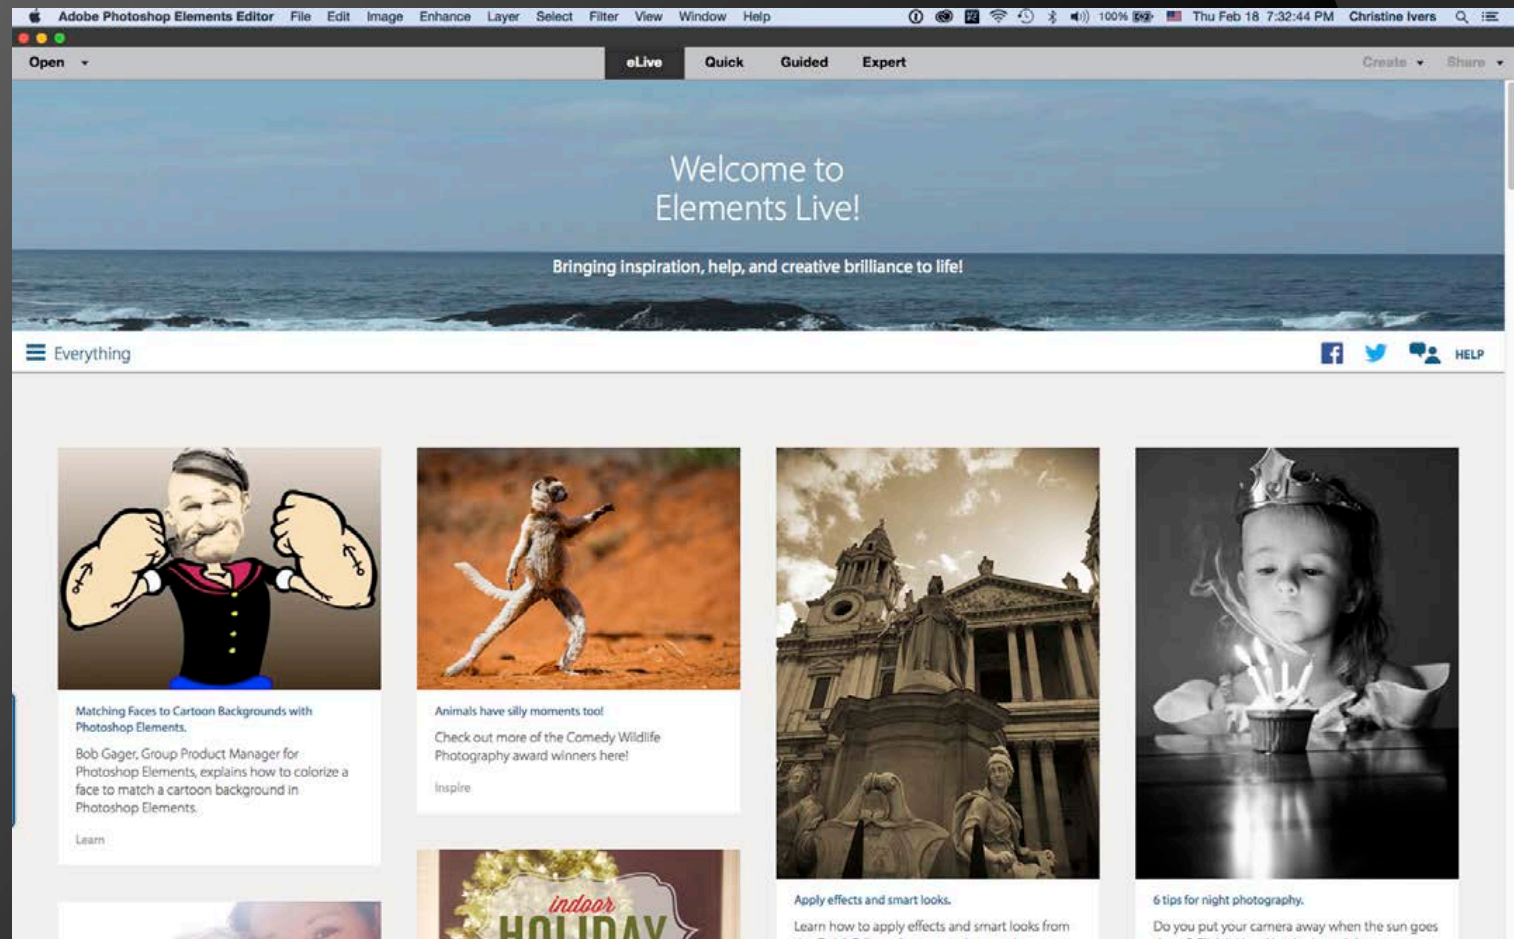 Adobe Photoshop Elements Editor File Edit Image Enhance Layer Select Filter View Window Help 100% Thu Feb 18 7:32:44 PM Christine Ivers
Open eLive Quick Guided Expert Create Share
Welcome to
Elements Live!
Bringing inspiration, help, and creative brilliance to life!
Everything HELP
Matching Faces to Cartoon Backgrounds with
Photoshop Elements.
Bob Gager, Group Product Manager for
Photoshop Elements, explains how to colorize a
face to match a cartoon background in
Photoshop Elements.
Learn
Animals have silly moments too!
Check out more of the Comedy Wildlife
Photography award winners here!
Inspire
indoor
HOLIDAY
Apply effects and smart looks.
Learn how to apply effects and smart looks from
6 tips for night photography.
Do you put your camera away when the sun goes